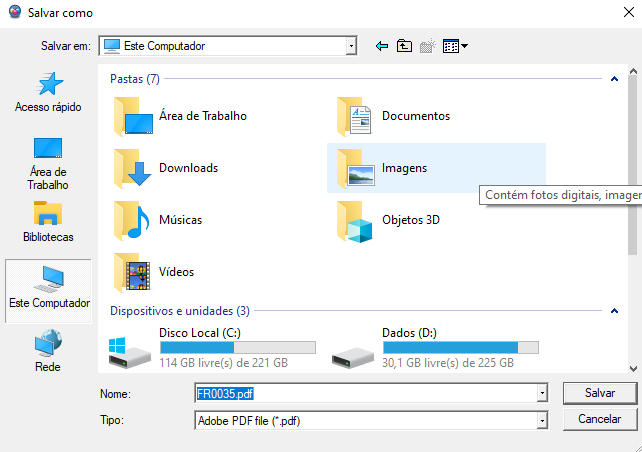 Salvar como
Salvar em:
Este Computador
Acesso rápido
Área de
Trabalho
Bibliotecas
Este Computador
Rede
Pastas (7)
Área de Trabalho
Documentos
Downloads
Imagens
Contém fotos digitais, imagen
Músicas
Objetos 3D
Vídeos
Dispositivos e unidades (3)
Disco Local (C:)
114 GB livre(s) de 221 GB
Dados (D:)
30,1 GB livre(s) de 225 GB
Nome:
FR0035.pdf
Salvar
Tipo:
Adobe PDF file (*.pdf)
Cancelar